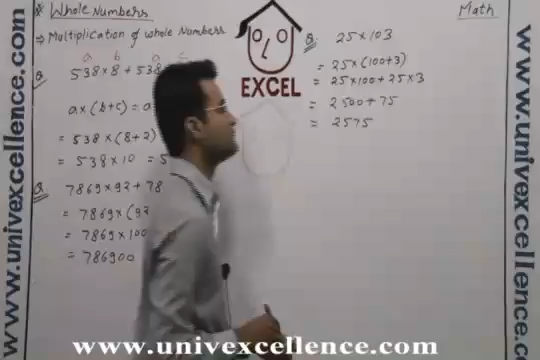 * Whole Numbers
⇒ Multiplication of Whole Numbers
a b a c
Q. 538×8 + 538
a×(b+c) = a
= 538×(8+2)
= 538×10 = 5
Q. 7869×92 + 78
= 7869×(92
= 7869×100
= 786900
EXCEL
Math
Q. 25×103
= 25×(100+3)
= 25×100+25×3
= 2500+75
= 2575
www.univexcellence.com
www.univexcellence.com
www.univexcellence.com